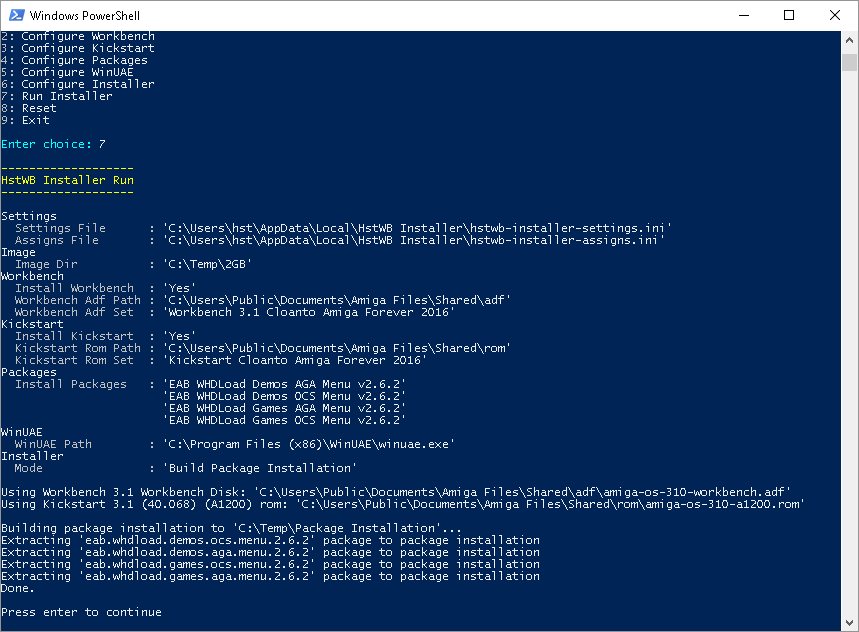 Windows PowerShell
2: Configure Workbench
3: Configure Kickstart
4: Configure Packages
5: Configure WinUAE
6: Configure Installer
7: Run Installer
8: Reset
9: Exit
Enter choice: 7
-------------------
HstWB Installer Run
-------------------
Settings
  Settings File      : 'C:\Users\hst\AppData\Local\HstWB Installer\hstwb-installer-settings.ini'
  Assigns File       : 'C:\Users\hst\AppData\Local\HstWB Installer\hstwb-installer-assigns.ini'
Image
  Image Dir          : 'C:\Temp\2GB'
Workbench
  Install Workbench  : 'Yes'
  Workbench Adf Path : 'C:\Users\Public\Documents\Amiga Files\Shared\adf'
  Workbench Adf Set  : 'Workbench 3.1 Cloanto Amiga Forever 2016'
Kickstart
  Install Kickstart  : 'Yes'
  Kickstart Rom Path : 'C:\Users\Public\Documents\Amiga Files\Shared\rom'
  Kickstart Rom Set  : 'Kickstart Cloanto Amiga Forever 2016'
Packages
  Install Packages   : 'EAB WHDLoad Demos AGA Menu v2.6.2'
                       'EAB WHDLoad Demos OCS Menu v2.6.2'
                       'EAB WHDLoad Games AGA Menu v2.6.2'
                       'EAB WHDLoad Games OCS Menu v2.6.2'
WinUAE
  WinUAE Path        : 'C:\Program Files (x86)\WinUAE\winuae.exe'
Installer
  Mode               : 'Build Package Installation'
Using Workbench 3.1 Workbench Disk: 'C:\Users\Public\Documents\Amiga Files\Shared\adf\amiga-os-310-workbench.adf'
Using Kickstart 3.1 (40.068) (A1200) rom: 'C:\Users\Public\Documents\Amiga Files\Shared\rom\amiga-os-310-a1200.rom'
Building package installation to 'C:\Temp\Package Installation'...
Extracting 'eab.whdload.demos.ocs.menu.2.6.2' package to package installation
Extracting 'eab.whdload.demos.aga.menu.2.6.2' package to package installation
Extracting 'eab.whdload.games.ocs.menu.2.6.2' package to package installation
Extracting 'eab.whdload.games.aga.menu.2.6.2' package to package installation
Done.
Press enter to continue